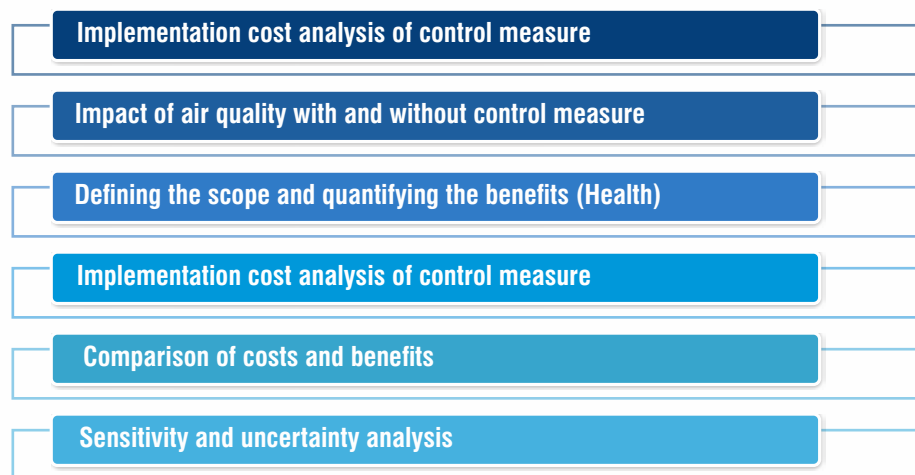 Implementation cost analysis of control measure
Impact of air quality with and without control measure
Defining the scope and quantifying the benefits (Health)
Implementation cost analysis of control measure
Comparison of costs and benefits
Sensitivity and uncertainty analysis